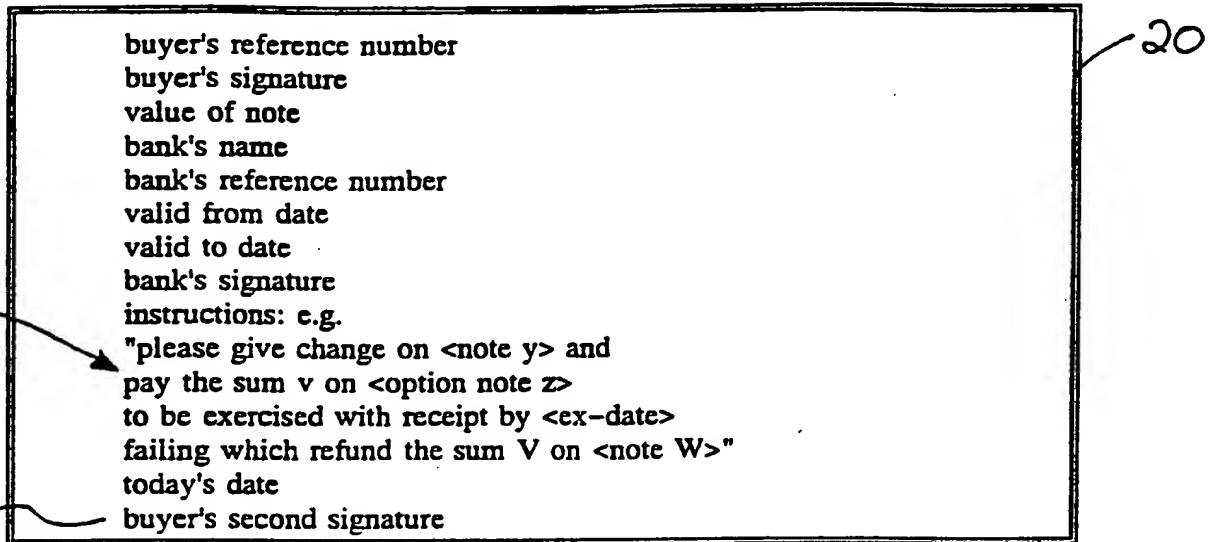 20
buyer's reference number
buyer's signature
value of note
bank's name
bank's reference number
valid from date
valid to date
bank's signature
instructions: e.g.
"please give change on <note y> and
pay the sum v on <option note z>
to be exercised with receipt by <ex-date>
failing which refund the sum V on <note W>"
today's date
buyer's second signature